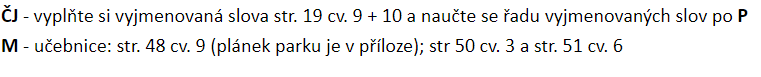 ČJ - vyplňte si vyjmenovaná slova str. 19 cv. 9 + 10 a naučte se řadu vyjmenovaných slov po P
M - učebnice: str. 48 cv. 9 (plánek parku je v příloze); str 50 cv. 3 a str. 51 cv. 6